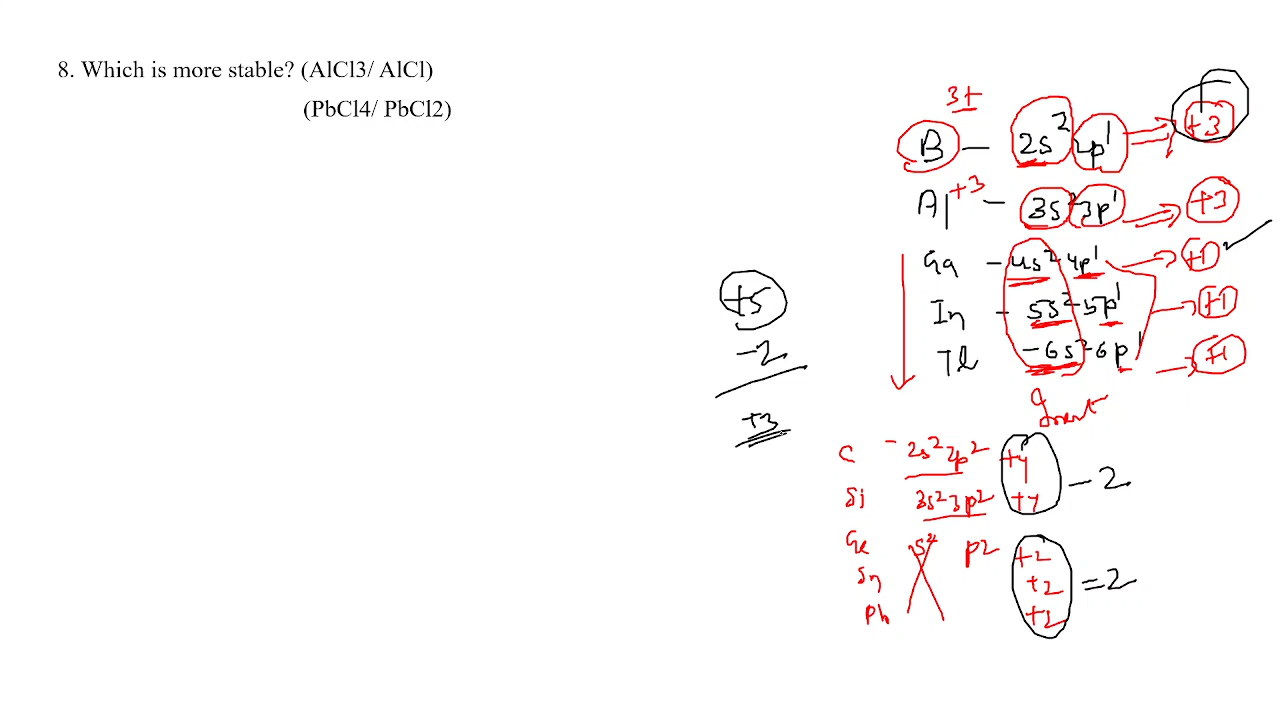 8. Which is more stable? (AlCl3/ AlCl)
(PbCl4/ PbCl2)
3+
B — 2s² 2p¹ +3
Al+3 — 3s² 3p¹ +3
Ga – 4s² 4p¹ +1
In – 5s² 5p¹ +1
Tl – 6s² 6p¹ +1
+5
-2
+3
C – 2s² 2p² +4
Si 3s² 3p² +4 – 2
Ge s² p2 +2
Sn +2 = 2
Pb +2